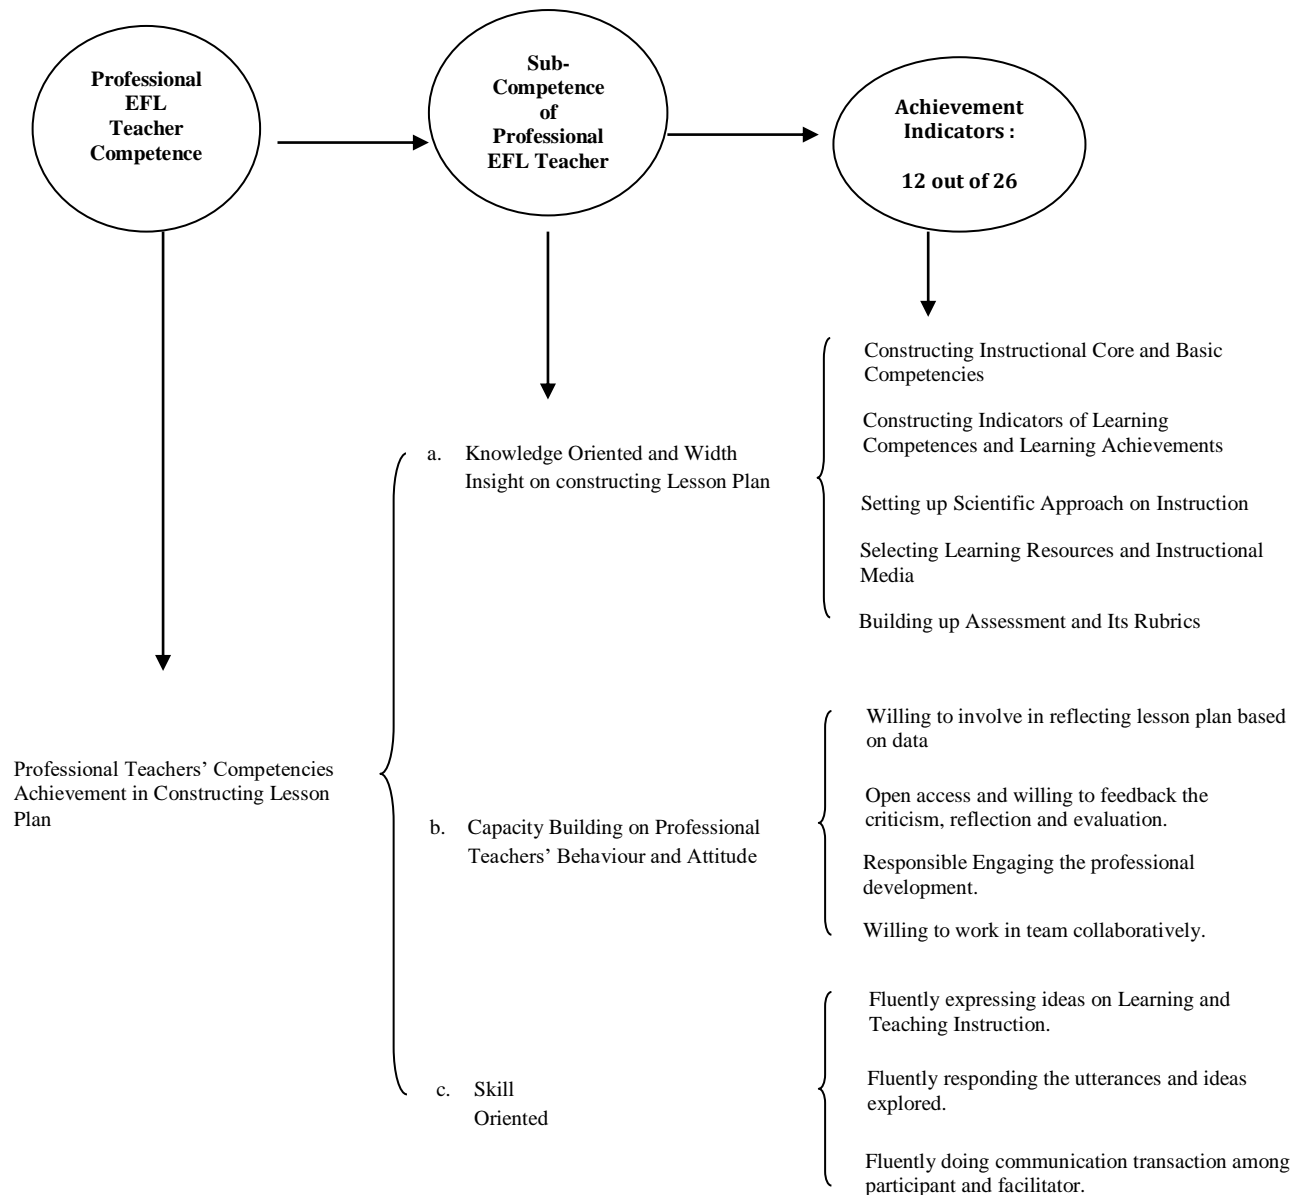 Professional
EFL
Teacher
Competence
Sub-
Competence
of
Professional
EFL Teacher
Achievement
Indicators :
12 out of 26
Constructing Instructional Core and Basic
Competencies
Constructing Indicators of Learning
Competences and Learning Achievements
a. Knowledge Oriented and Width
Insight on constructing Lesson Plan
Setting up Scientific Approach on Instruction
Selecting Learning Resources and Instructional
Media
Building up Assessment and Its Rubrics
Willing to involve in reflecting lesson plan based
on data
Professional Teachers’ Competencies
Achievement in Constructing Lesson
Plan
Open access and willing to feedback the
criticism, reflection and evaluation.
b. Capacity Building on Professional
Teachers’ Behaviour and Attitude
Responsible Engaging the professional
development.
Willing to work in team collaboratively.
Fluently expressing ideas on Learning and
Teaching Instruction.
c. Skill
Oriented
Fluently responding the utterances and ideas
explored.
Fluently doing communication transaction among
participant and facilitator.